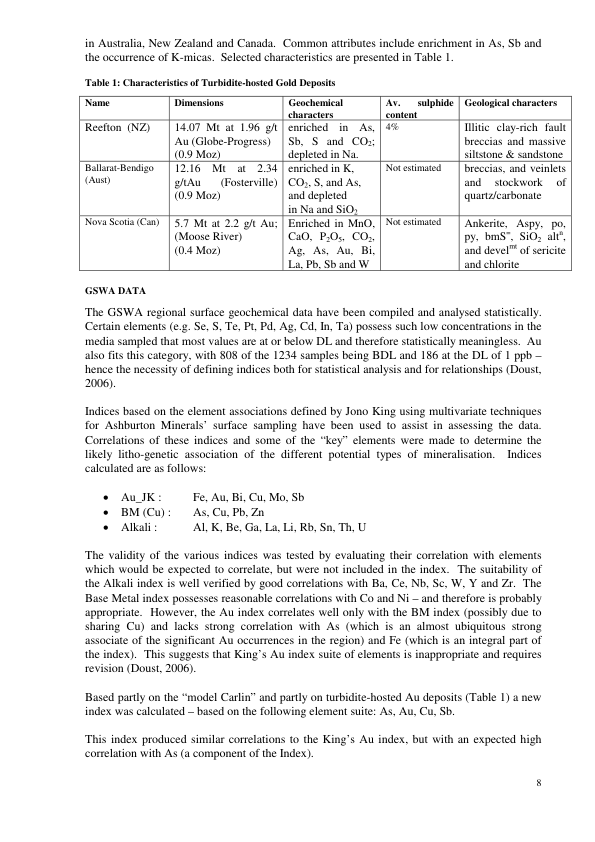 in Australia, New Zealand and Canada.  Common attributes include enrichment in As, Sb and
the occurrence of K-micas.  Selected characteristics are presented in Table 1.
Table 1: Characteristics of Turbidite-hosted Gold Deposits
Name
Dimensions
Geochemical
characters
Av. sulphide
content
Geological characters
Reefton (NZ)
14.07 Mt at 1.96 g/t
Au (Globe-Progress)
(0.9 Moz)
enriched in As,
Sb, S and CO2;
depleted in Na.
4%
Illitic clay-rich fault
breccias and massive
siltstone & sandstone
Ballarat-Bendigo
(Aust)
12.16 Mt at 2.34
g/tAu (Fosterville)
(0.9 Moz)
enriched in K,
CO2, S, and As,
and depleted
in Na and SiO2
Not estimated
breccias, and veinlets
and stockwork of
quartz/carbonate
Nova Scotia (Can)
5.7 Mt at 2.2 g/t Au;
(Moose River)
(0.4 Moz)
Enriched in MnO,
CaO, P2O5, CO2,
Ag, As, Au, Bi,
La, Pb, Sb and W
Not estimated
Ankerite, Aspy, po,
py, bmS=, SiO2 altn,
and develmt of sericite
and chlorite
GSWA DATA
The GSWA regional surface geochemical data have been compiled and analysed statistically.
Certain elements (e.g. Se, S, Te, Pt, Pd, Ag, Cd, In, Ta) possess such low concentrations in the
media sampled that most values are at or below DL and therefore statistically meaningless.  Au
also fits this category, with 808 of the 1234 samples being BDL and 186 at the DL of 1 ppb –
hence the necessity of defining indices both for statistical analysis and for relationships (Doust,
2006).
Indices based on the element associations defined by Jono King using multivariate techniques
for Ashburton Minerals' surface sampling have been used to assist in assessing the data.
Correlations of these indices and some of the "key" elements were made to determine the
likely litho-genetic association of the different potential types of mineralisation.  Indices
calculated are as follows:
• Au_JK : Fe, Au, Bi, Cu, Mo, Sb
• BM (Cu) : As, Cu, Pb, Zn
• Alkali : Al, K, Be, Ga, La, Li, Rb, Sn, Th, U
The validity of the various indices was tested by evaluating their correlation with elements
which would be expected to correlate, but were not included in the index.  The suitability of
the Alkali index is well verified by good correlations with Ba, Ce, Nb, Sc, W, Y and Zr.  The
Base Metal index possesses reasonable correlations with Co and Ni – and therefore is probably
appropriate.  However, the Au index correlates well only with the BM index (possibly due to
sharing Cu) and lacks strong correlation with As (which is an almost ubiquitous strong
associate of the significant Au occurrences in the region) and Fe (which is an integral part of
the index).  This suggests that King's Au index suite of elements is inappropriate and requires
revision (Doust, 2006).
Based partly on the "model Carlin" and partly on turbidite-hosted Au deposits (Table 1) a new
index was calculated – based on the following element suite: As, Au, Cu, Sb.
This index produced similar correlations to the King's Au index, but with an expected high
correlation with As (a component of the Index).
8